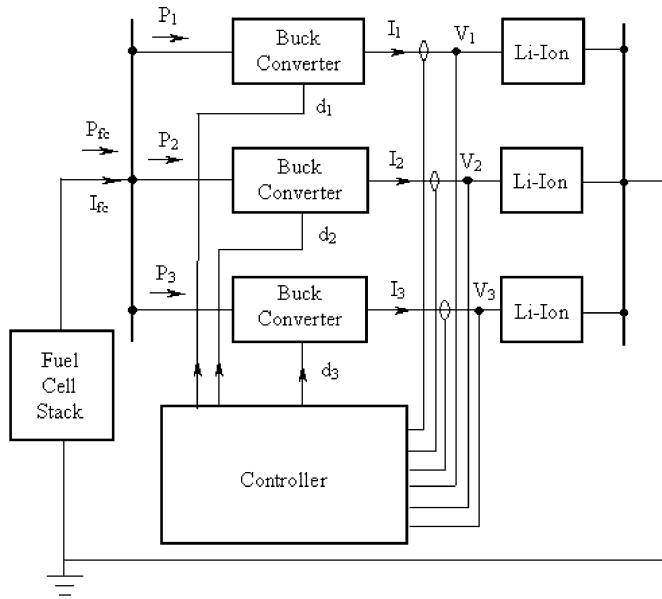 P1
Buck
Converter
I1
V1
Li-Ion
d1
Pfc
P2
Buck
Converter
I2
V2
Li-Ion
Ifc
d2
P3
Buck
Converter
I3
V3
Li-Ion
Fuel
Cell
Stack
d3
Controller